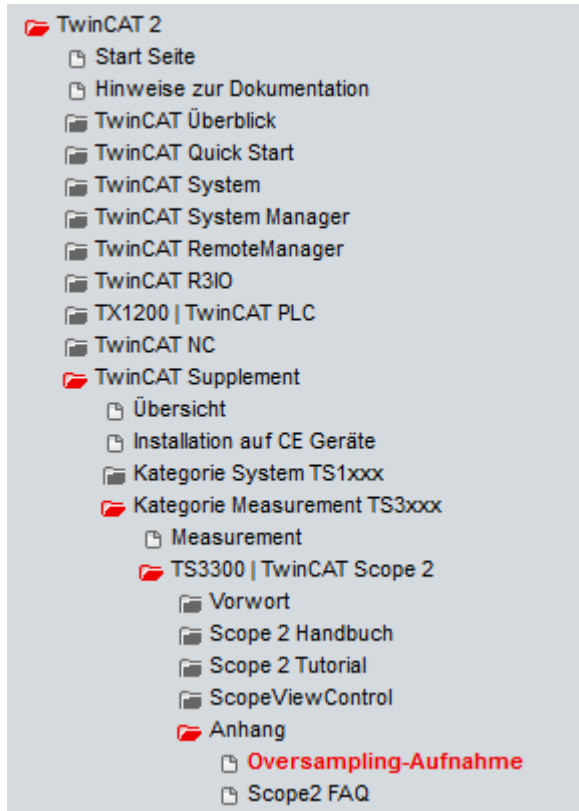 TwinCAT 2
Start Seite
Hinweise zur Dokumentation
TwinCAT Überblick
TwinCAT Quick Start
TwinCAT System
TwinCAT System Manager
TwinCAT RemoteManager
TwinCAT R3IO
TX1200 | TwinCAT PLC
TwinCAT NC
TwinCAT Supplement
Übersicht
Installation auf CE Geräte
Kategorie System TS1xxx
Kategorie Measurement TS3xxx
Measurement
TS3300 | TwinCAT Scope 2
Vorwort
Scope 2 Handbuch
Scope 2 Tutorial
ScopeViewControl
Anhang
Oversampling-Aufnahme
Scope2 FAQ